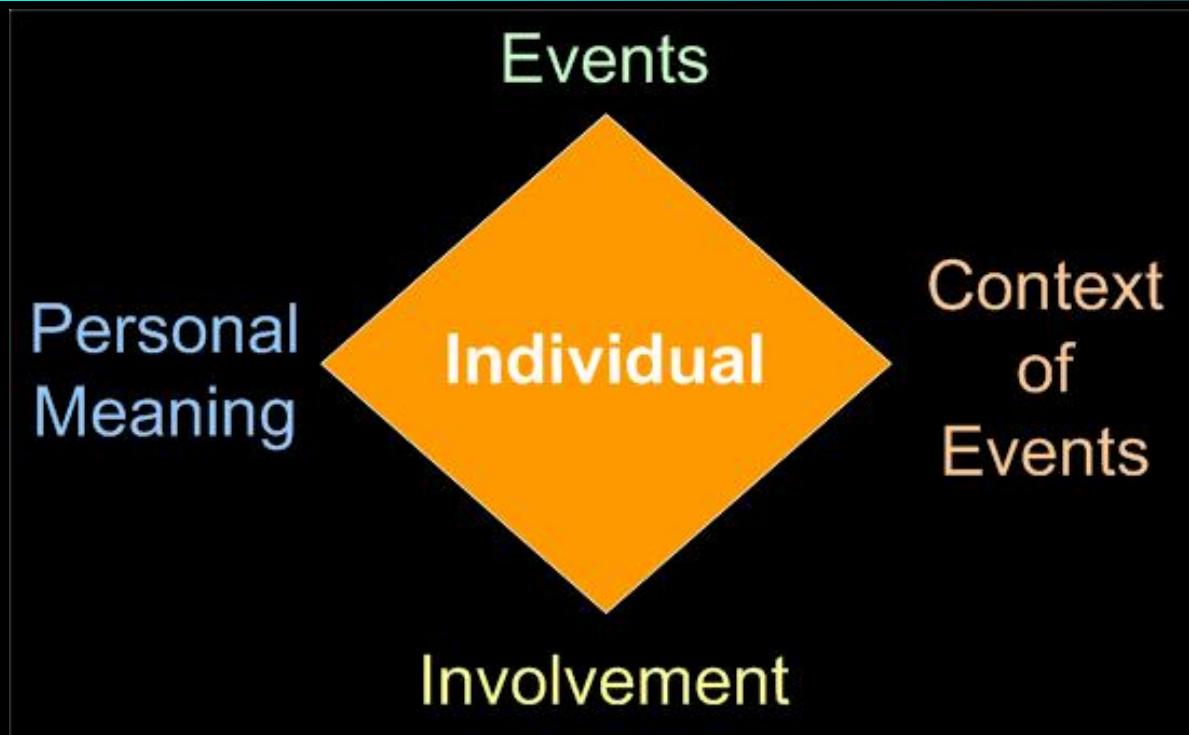 Events
Personal
Meaning
Individual
Context
of
Events
Involvement